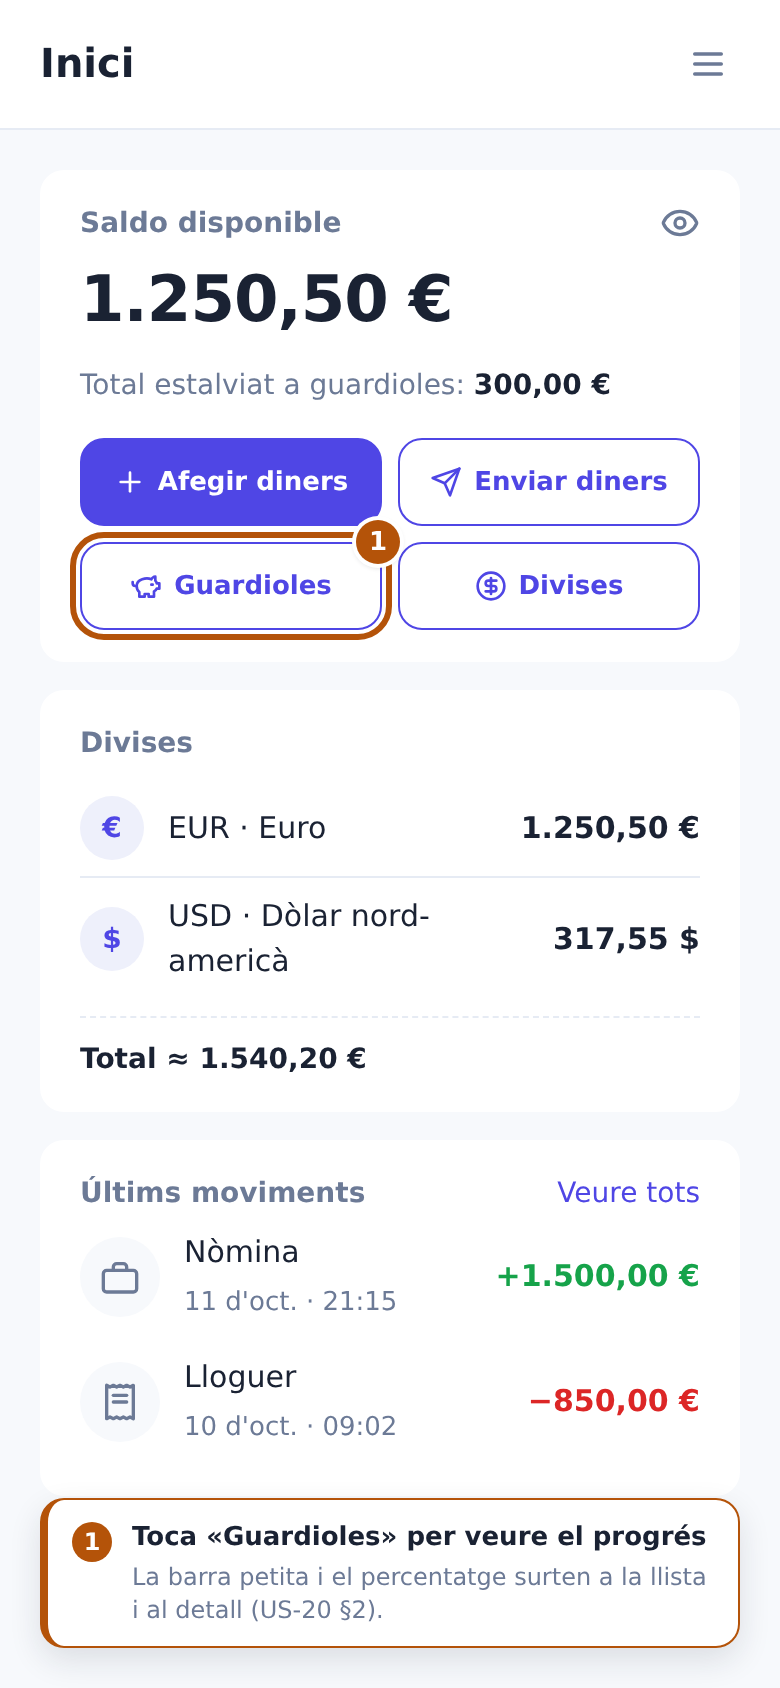 Inici
Saldo disponible
1.250,50 €
Total estalviat a guardioles: 300,00 €
Afegir diners
Enviar diners
1
Guardioles
Divises
Divises
€ EUR · Euro 1.250,50 €
$ USD · Dòlar nord-
americà 317,55 $
Total ≈ 1.540,20 €
Últims moviments Veure tots
Nòmina
11 d'oct. · 21:15
+1.500,00 €
Lloguer
10 d'oct. · 09:02
−850,00 €
1 Toca «Guardioles» per veure el progrés
La barra petita i el percentatge surten a la llista
i al detall (US-20 §2).